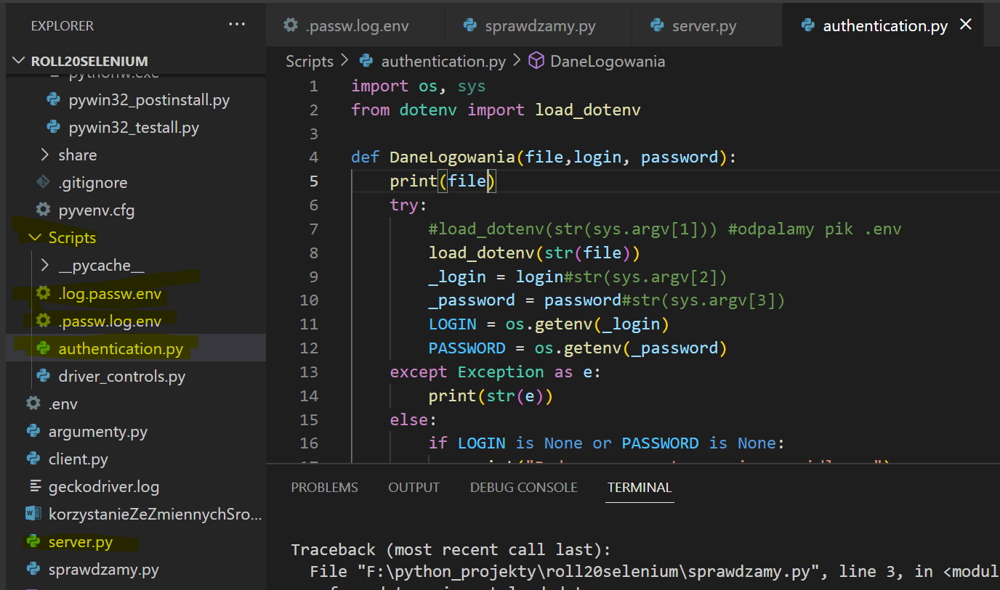 EXPLORER ...
ROLL20SELENIUM
pythonw.exe
pywin32_postinstall.py
pywin32_testall.py
share
.gitignore
pyvenv.cfg
Scripts
__pycache__
.log.passw.env
.passw.log.env
authentication.py
driver_controls.py
.env
argumenty.py
client.py
geckodriver.log
korzystanieZeZmiennychSro...
server.py
sprawdzamy.py
.passw.log.env sprawdzamy.py server.py authentication.py
Scripts > authentication.py > DaneLogowania
1 import os, sys
2 from dotenv import load_dotenv
3
4 def DaneLogowania(file,login, password):
5 print(file)
6 try:
7 #load_dotenv(str(sys.argv[1])) #odpalamy pik .env
8 load_dotenv(str(file))
9 _login = login#str(sys.argv[2])
10 _password = password#str(sys.argv[3])
11 LOGIN = os.getenv(_login)
12 PASSWORD = os.getenv(_password)
13 except Exception as e:
14 print(str(e))
15 else:
16 if LOGIN is None or PASSWORD is None:
PROBLEMS OUTPUT DEBUG CONSOLE TERMINAL
Traceback (most recent call last):
File "F:\python_projekty\roll20selenium\sprawdzamy.py", line 3, in <modul